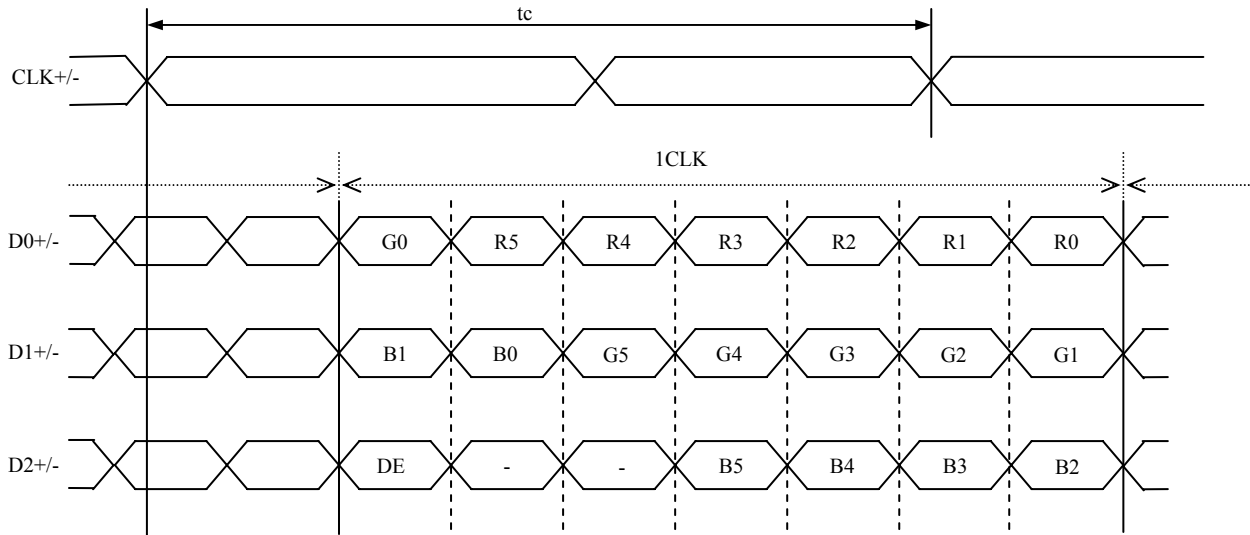 tc
CLK+/-
1CLK
D0+/- G0 R5 R4 R3 R2 R1 R0
D1+/- B1 B0 G5 G4 G3 G2 G1
D2+/- DE - - B5 B4 B3 B2